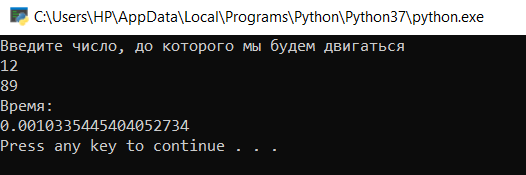 C:\Users\HP\AppData\Local\Programs\Python\Python37\python.exe
Введите число, до которого мы будем двигаться
12
89
Время:
0.0010335445404052734
Press any key to continue . . .